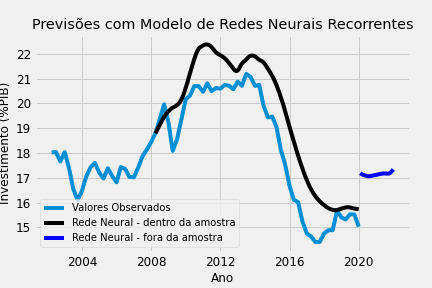 Previsões com Modelo de Redes Neurais Recorrentes
Investimento (%PIB)
22
21
20
19
18
17
16
15
Valores Observados
Rede Neural - dentro da amostra
Rede Neural - fora da amostra
2004
2008
2012
2016
2020
Ano